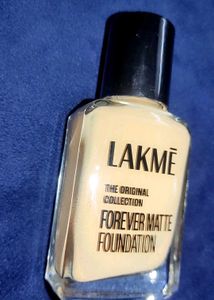 LAKMĒ
THE ORIGINAL
COLLECTION
FOREVER MATTE
FOUNDATION